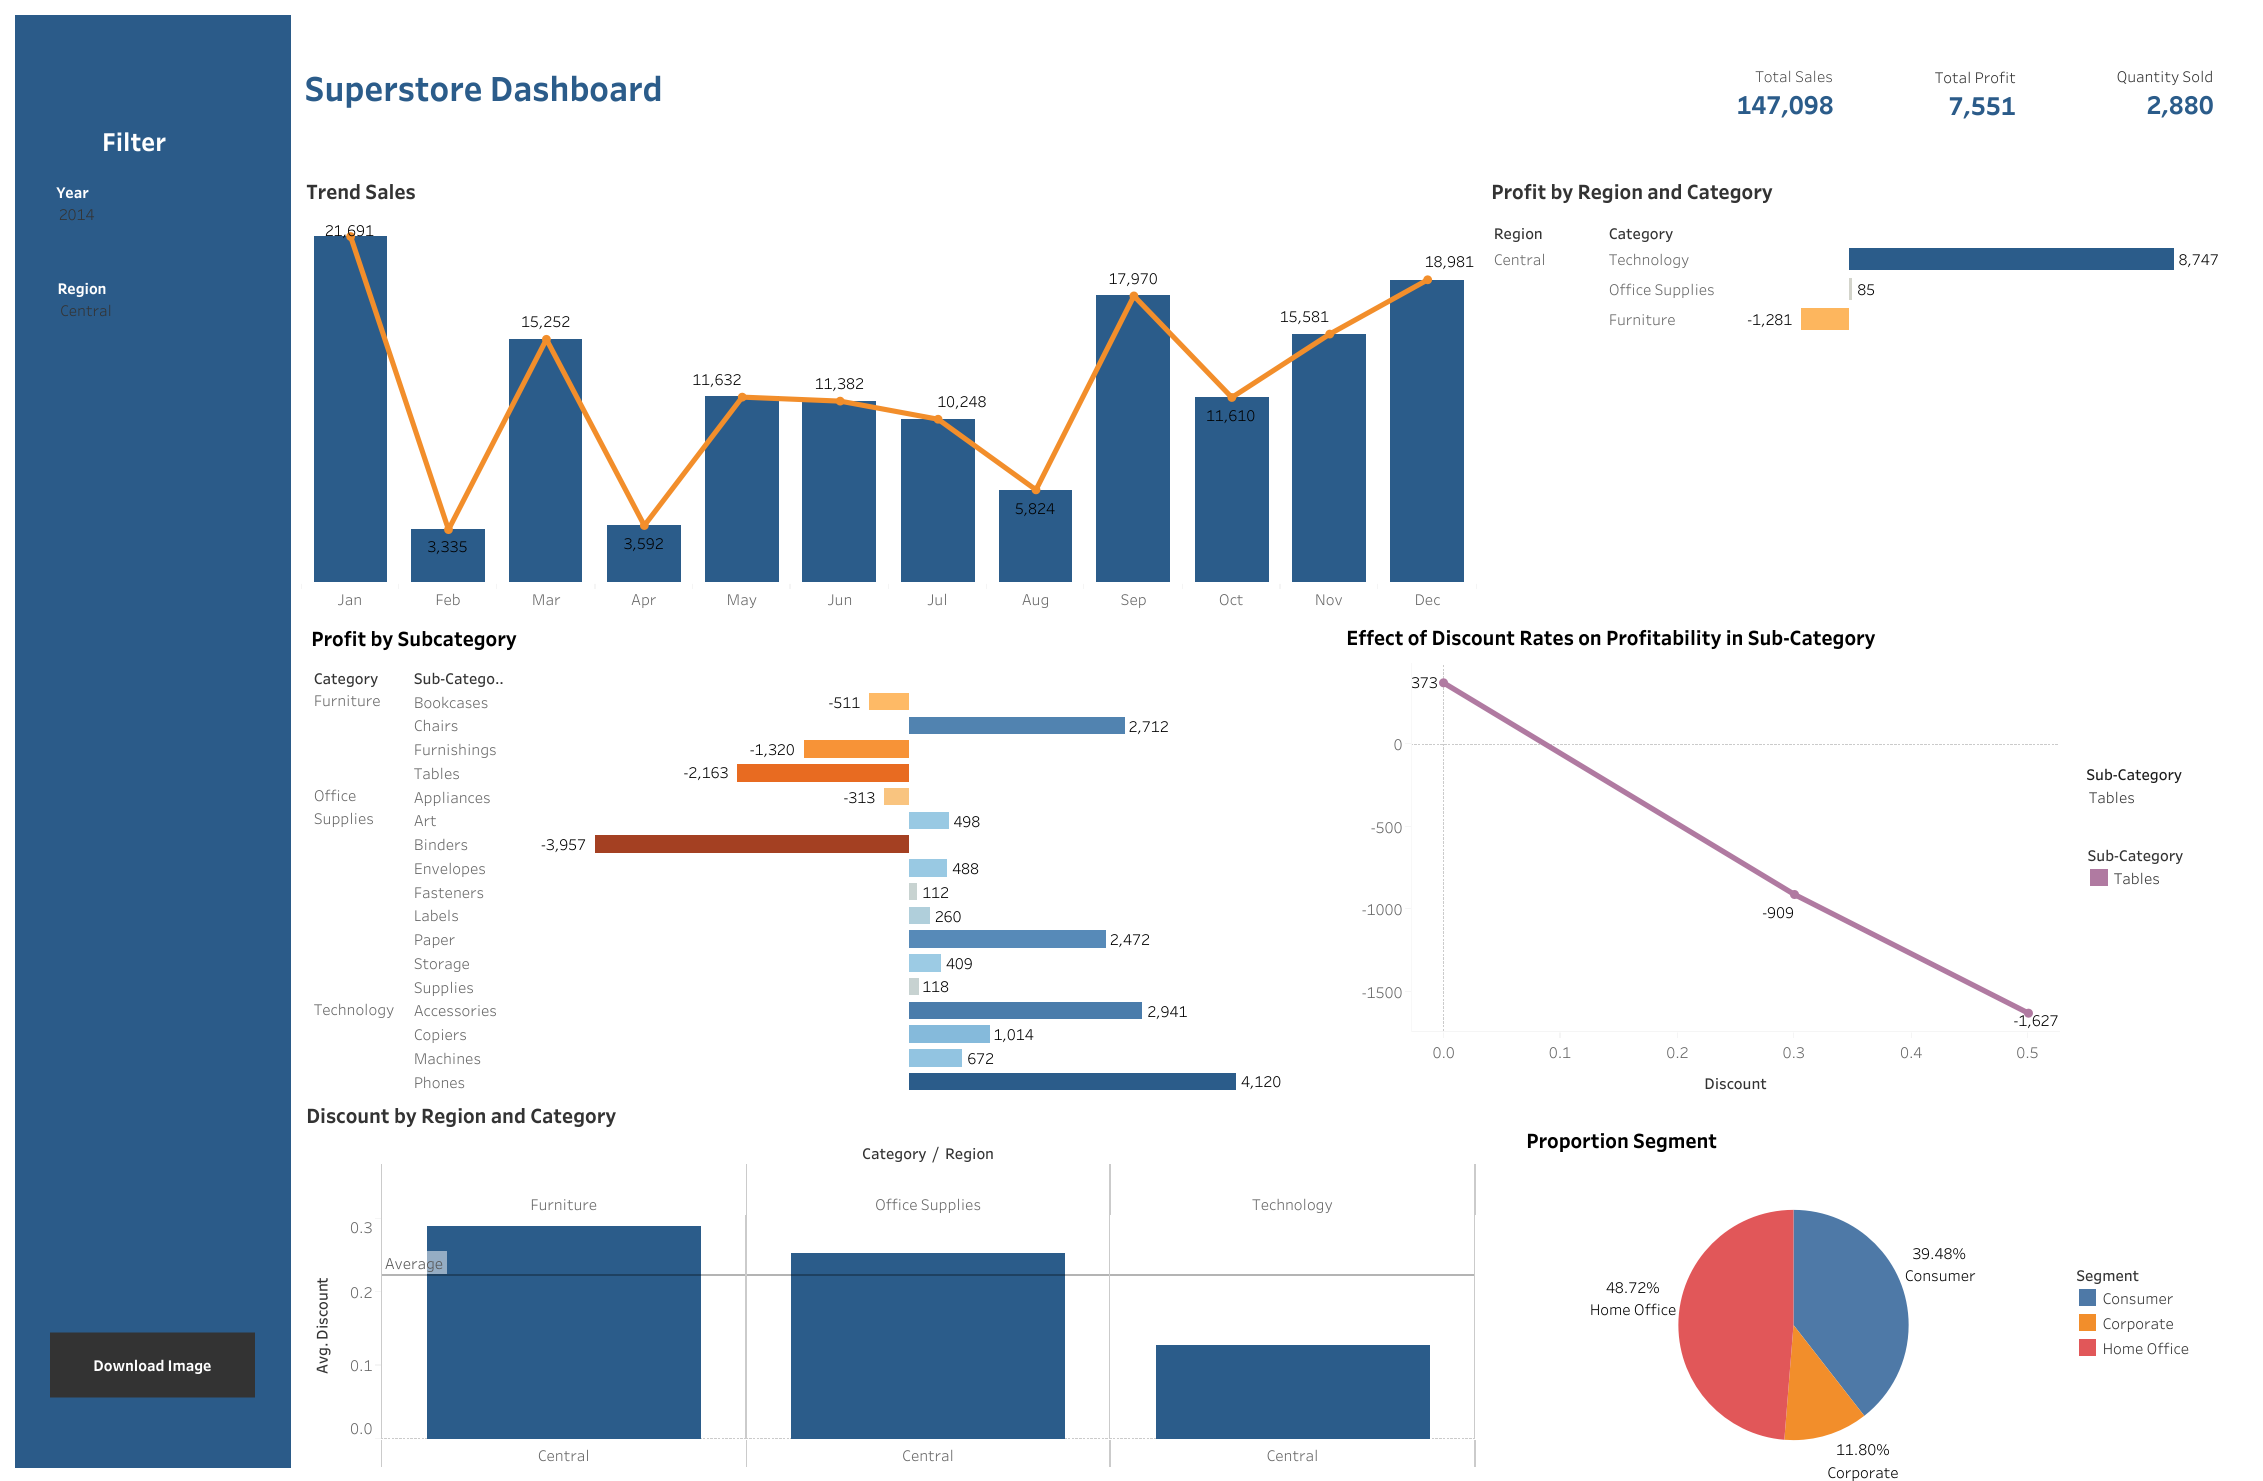 Superstore Dashboard
Total Sales
147,098
Total Profit
7,551
Quantity Sold
2,880
Filter
Year
2014
Region
Central
Download Image
Trend Sales
21,691
3,335
15,252
3,592
11,632
11,382
10,248
5,824
17,970
11,610
15,581
18,981
Jan Feb Mar Apr May Jun Jul Aug Sep Oct Nov Dec
Profit by Region and Category
Region Category
Central Technology 8,747
Office Supplies 85
Furniture -1,281
Profit by Subcategory
Category Sub-Catego..
Furniture Bookcases -511
Chairs 2,712
Furnishings -1,320
Tables -2,163
Office Appliances -313
Supplies Art 498
Binders -3,957
Envelopes 488
Fasteners 112
Labels 260
Paper 2,472
Storage 409
Supplies 118
Technology Accessories 2,941
Copiers 1,014
Machines 672
Phones 4,120
Effect of Discount Rates on Profitability in Sub-Category
373
0
-500
-1000
-1500
-909
-1,627
0.0 0.1 0.2 0.3 0.4 0.5
Discount
Sub-Category
Tables
Sub-Category
Tables
Discount by Region and Category
Category / Region
Furniture Office Supplies Technology
Avg. Discount
0.3
Average
0.2
0.1
0.0
Central Central Central
Proportion Segment
39.48%
Consumer
48.72%
Home Office
11.80%
Corporate
Segment
Consumer
Corporate
Home Office